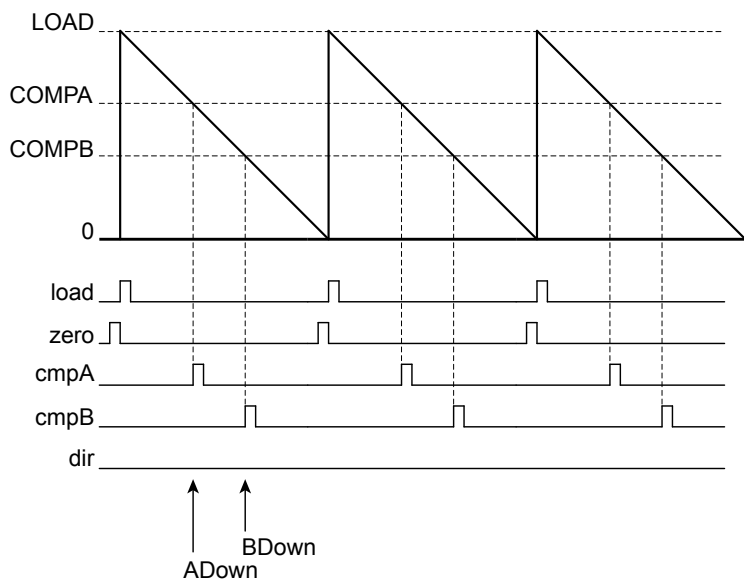 LOAD
COMPA
COMPB
0
load
zero
cmpA
cmpB
dir
BDown
ADown